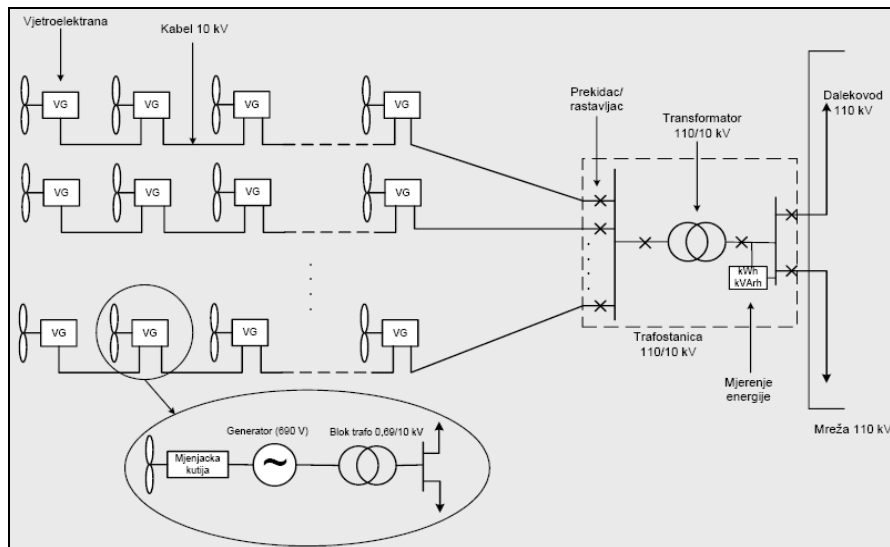 Vjetroelektrana
Kabel 10 kV
VG
VG
VG
VG
VG
VG
VG
VG
VG
VG
VG
VG
Prekidac/
rastavljac
Transformator
110/10 kV
Dalekovod
110 kV
kWh
kVArh
Trafostanica
110/10 kV
Mjerenje
energije
Mreža 110 kV
Generator (690 V)
Blok trafo 0,69/10 kV
Mjenjacka
kutija
~